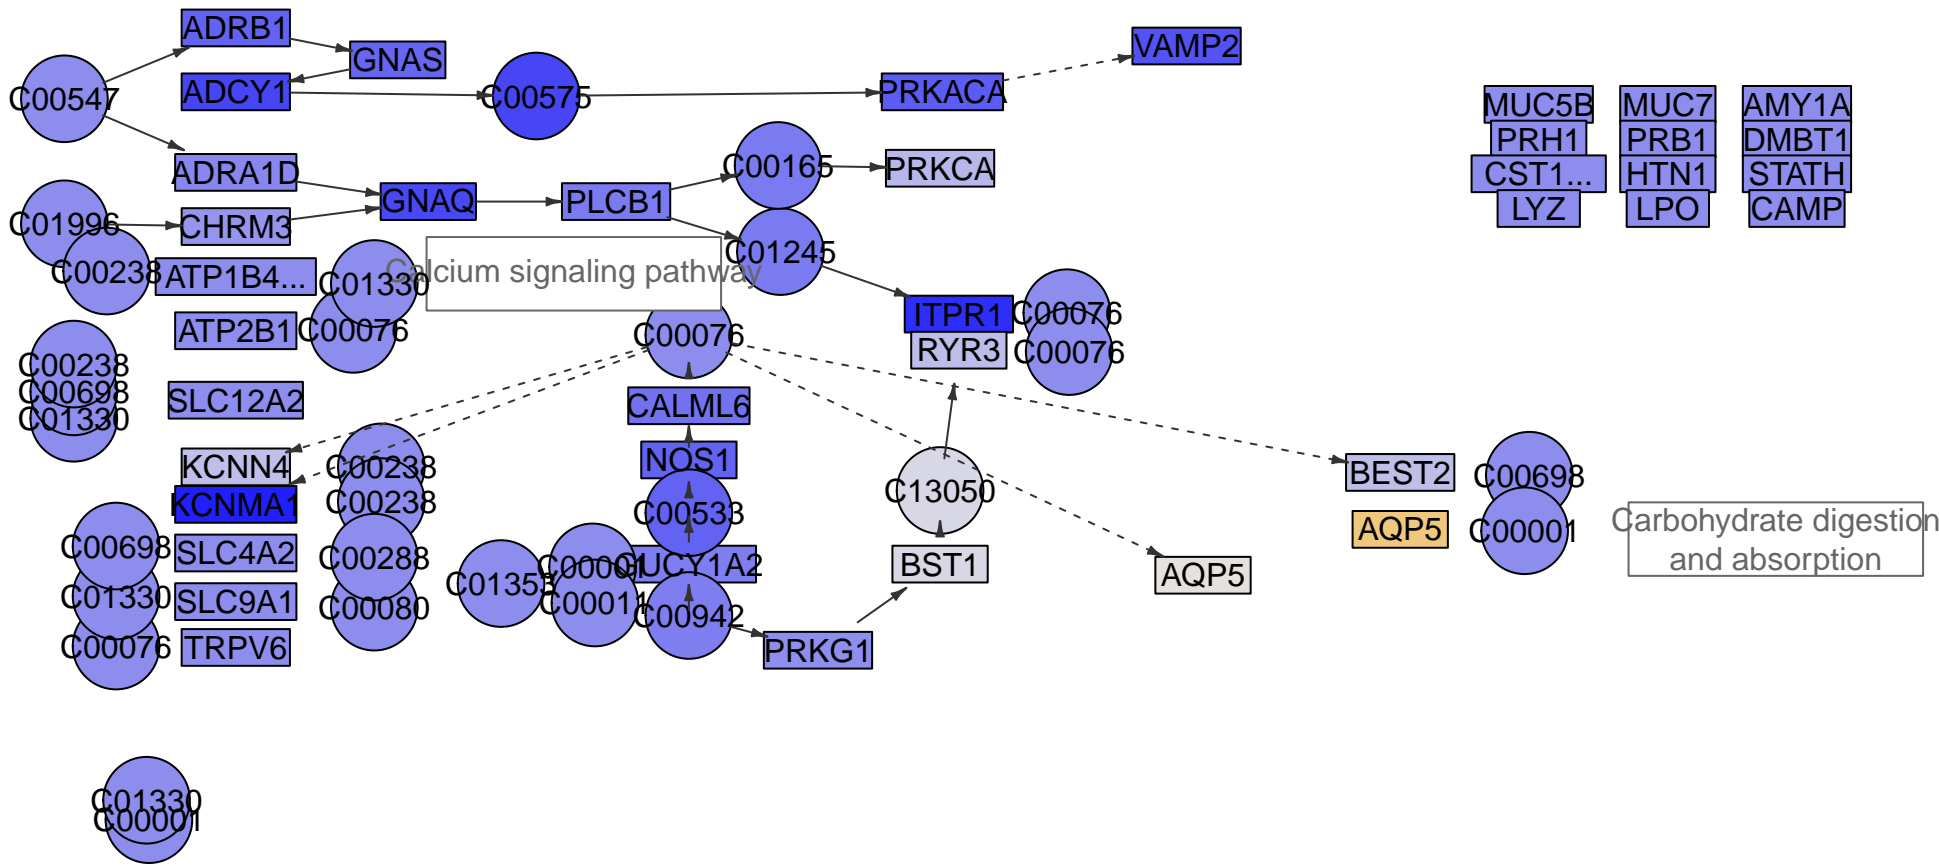 ADRB1
GNAS
VAMP2
C00547
ADCY1
C00575
PRKACA
MUC5B
MUC7
AMY1A
PRH1
PRB1
DMBT1
ADRA1D
C00165
PRKCA
CST1...
HTN1
STATH
GNAQ
PLCB1
LYZ
LPO
CAMP
C01996
CHRM3
C01245
C00238
ATP1B4...
C01330
Calcium signaling pathway
ATP2B1
C00076
C00076
ITPR1
C00076
RYR3
C00076
C00238
C00698
C01330
SLC12A2
CALML6
KCNN4
C00238
NOS1
BEST2
C00698
KCNMA1
C00238
C00533
C13050
AQP5
C00001
Carbohydrate digestion
and absorption
C00698
SLC4A2
C00288
C01353
C00001
GUCY1A2
BST1
AQP5
C01330
SLC9A1
C00080
C00011
C00942
C00076
TRPV6
PRKG1
C01330
C00001